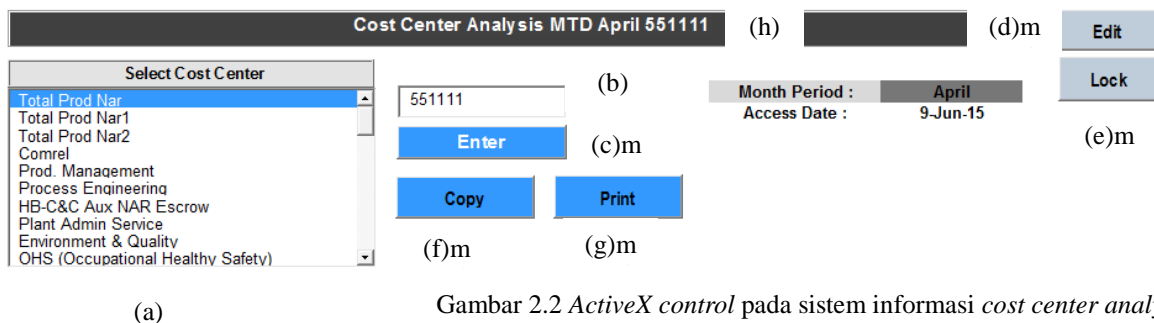 Cost Center Analysis MTD April 551111 (h) (d)m Edit
Select Cost Center
(b)
Lock
Total Prod Nar
551111
Month Period : April
Total Prod Nar1
Access Date : 9-Jun-15
Total Prod Nar2
Enter (c)m
(e)m
Comrel
Prod. Management
Process Engineering
HB-C&C Aux NAR Escrow
Copy Print
Plant Admin Service
Environment & Quality
OHS (Occupational Healthy Safety)
(f)m (g)m
(a)
Gambar 2.2 ActiveX control pada sistem informasi cost center